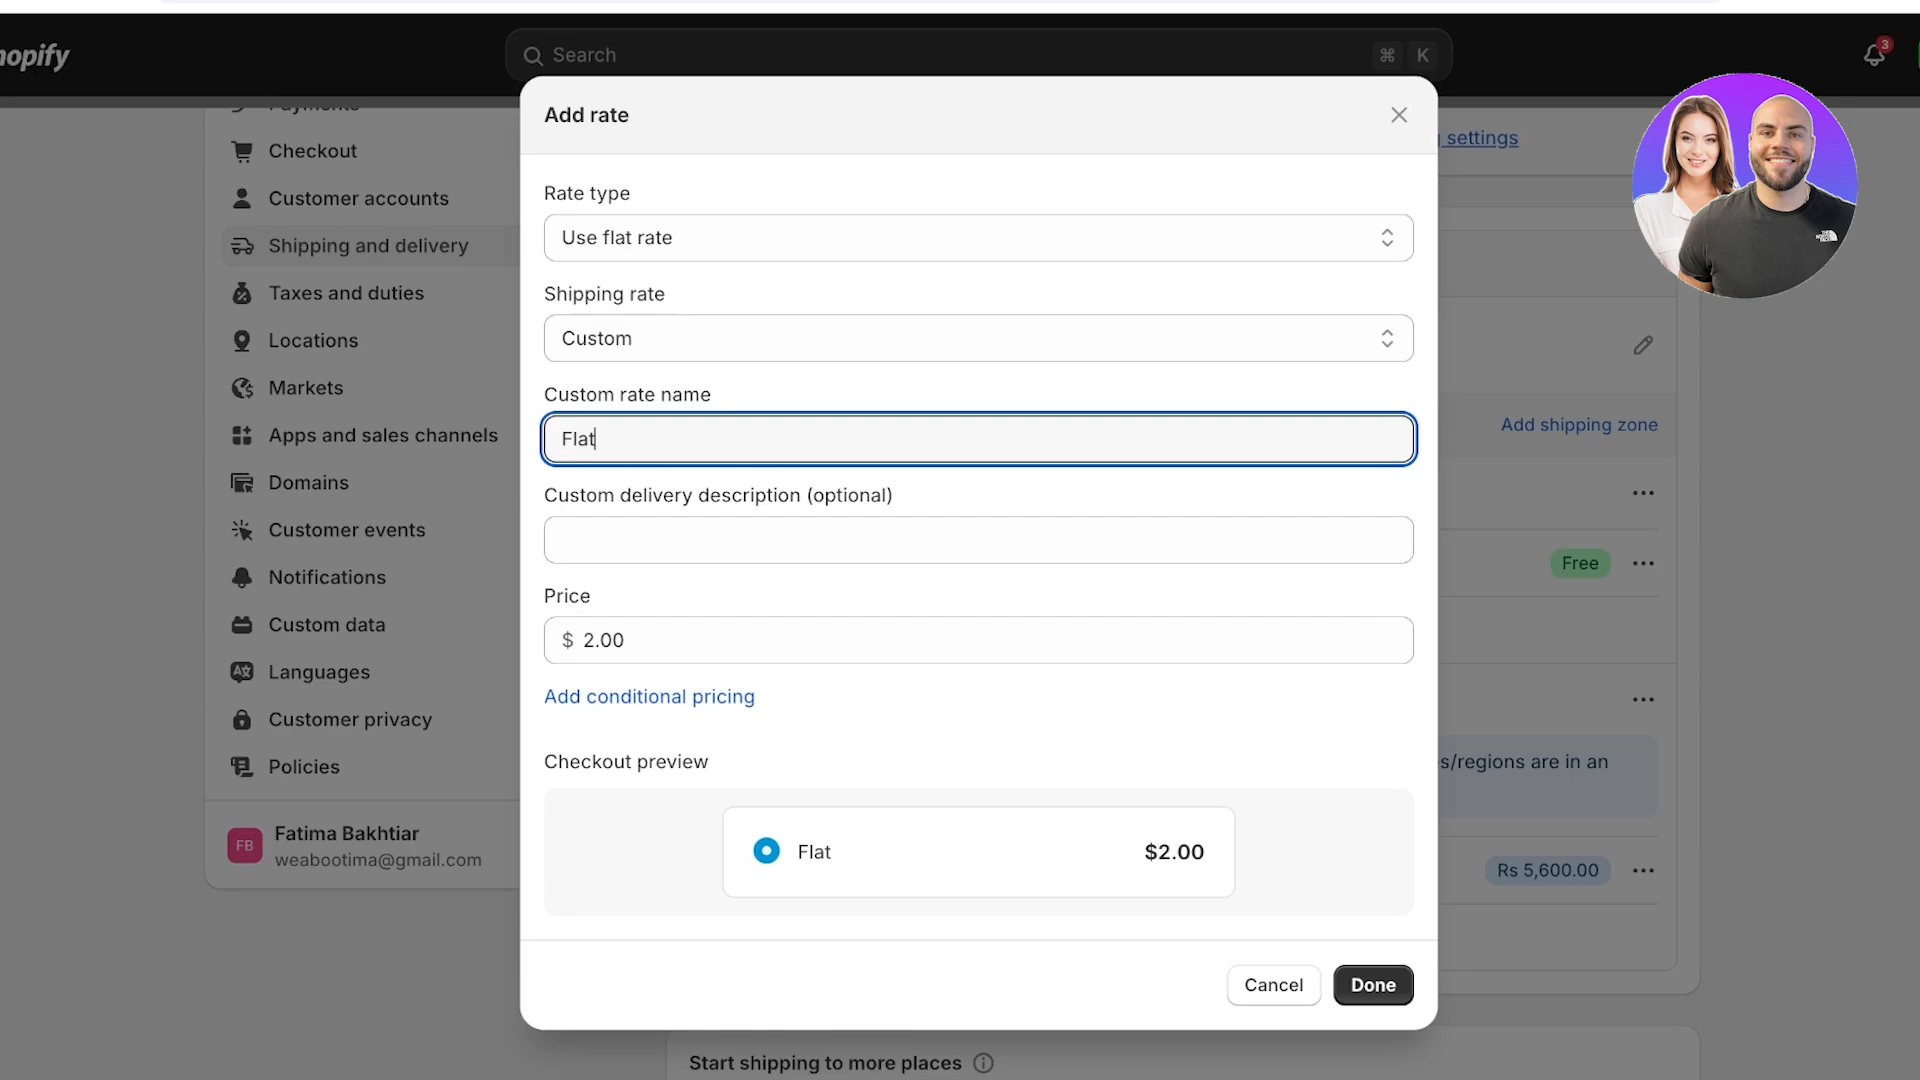 hopify
Search
⌘ K
3
Payments
Checkout
Customer accounts
Shipping and delivery
Taxes and duties
Locations
Markets
Apps and sales channels
Domains
Customer events
Notifications
Custom data
Languages
Customer privacy
Policies
FB
Fatima Bakhtiar
weabootima@gmail.com
Add rate
Rate type
Use flat rate
Shipping rate
Custom
Custom rate name
Flat
Custom delivery description (optional)
Price
$ 2.00
Add conditional pricing
Checkout preview
Flat $2.00
Cancel
Done
settings
Add shipping zone
Free
s/regions are in an
Rs 5,600.00
Start shipping to more places